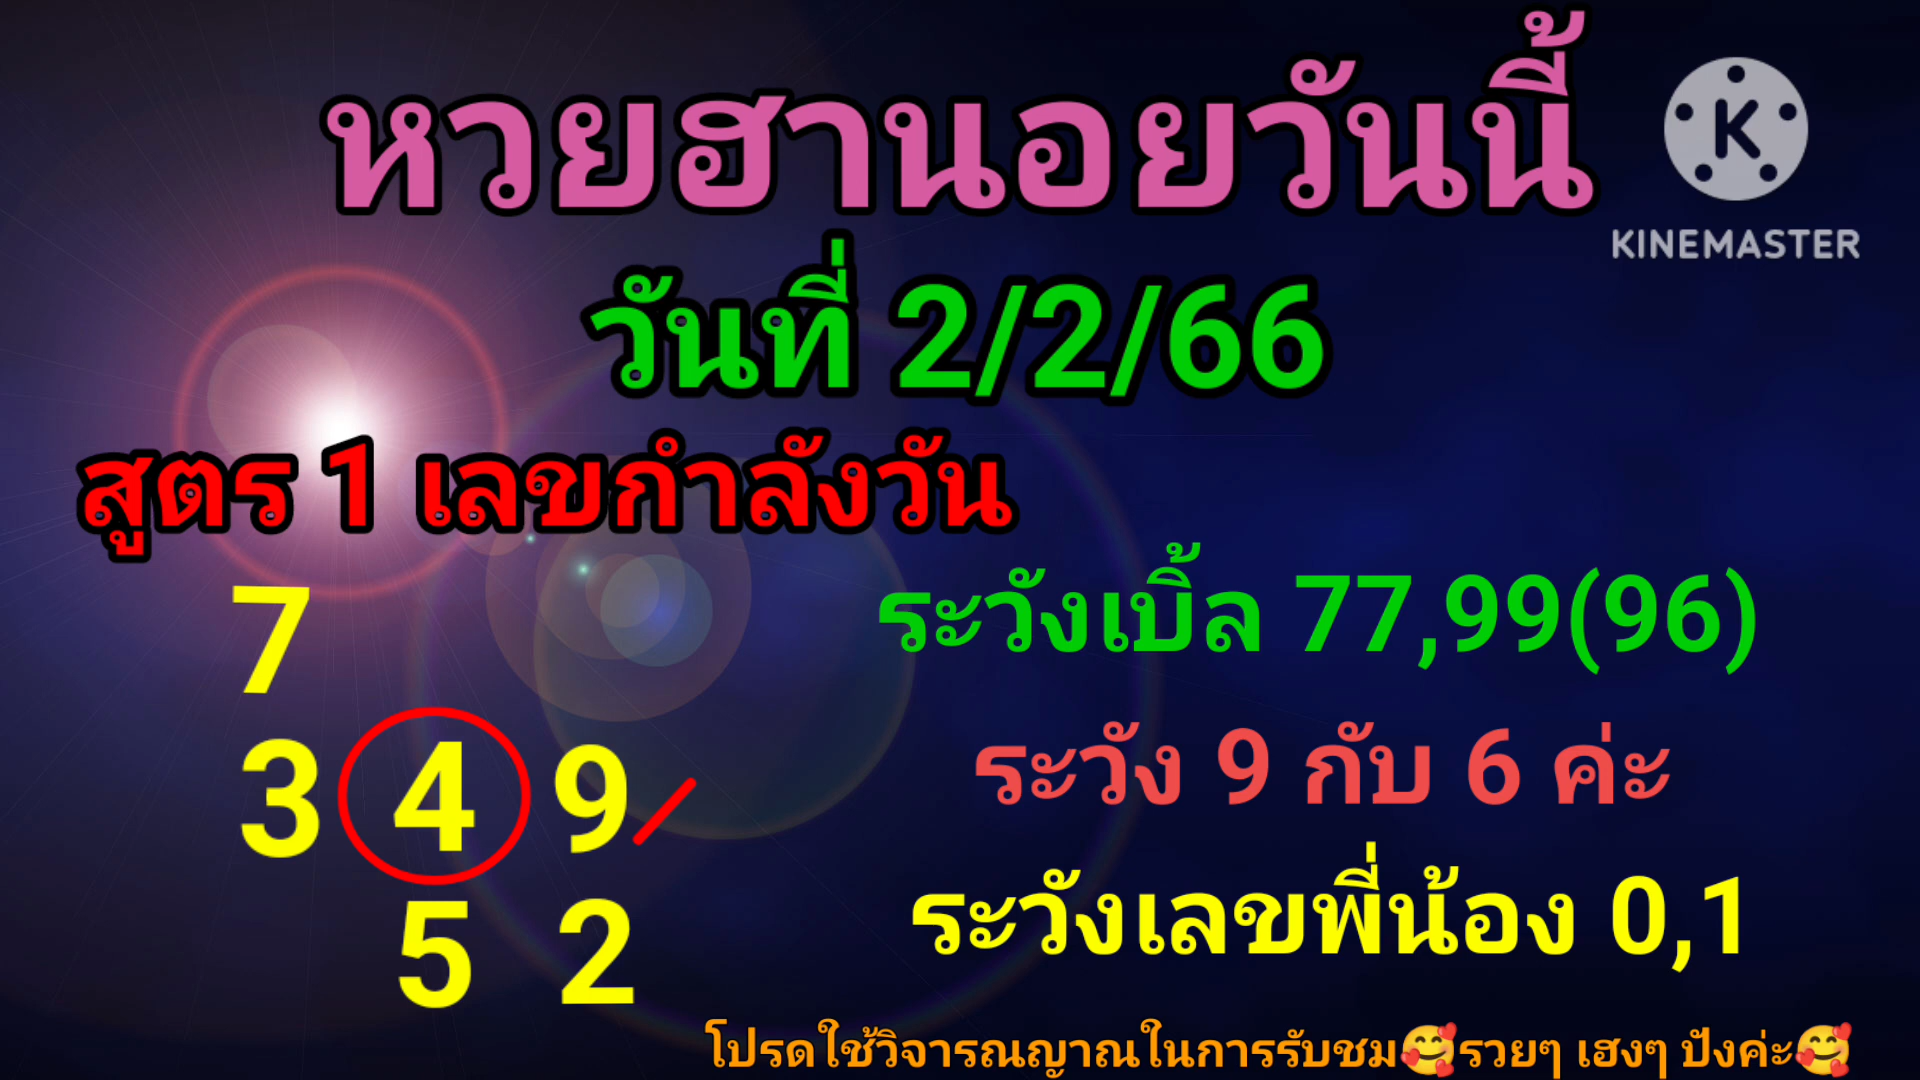 หวยฮานอยวันนี้
KINEMASTER
วันที่ 2/2/66
สูตร 1 เลขกำลังวัน
7
ระวังเบิ้ล 77,99(96)
3 4 9
ระวัง 9 กับ 6 ค่ะ
5 2
ระวังเลขพี่น้อง 0,1
โปรดใช้วิจารณญาณในการรับชม🥰รวยๆ เฮงๆ ปังค่ะ🥰